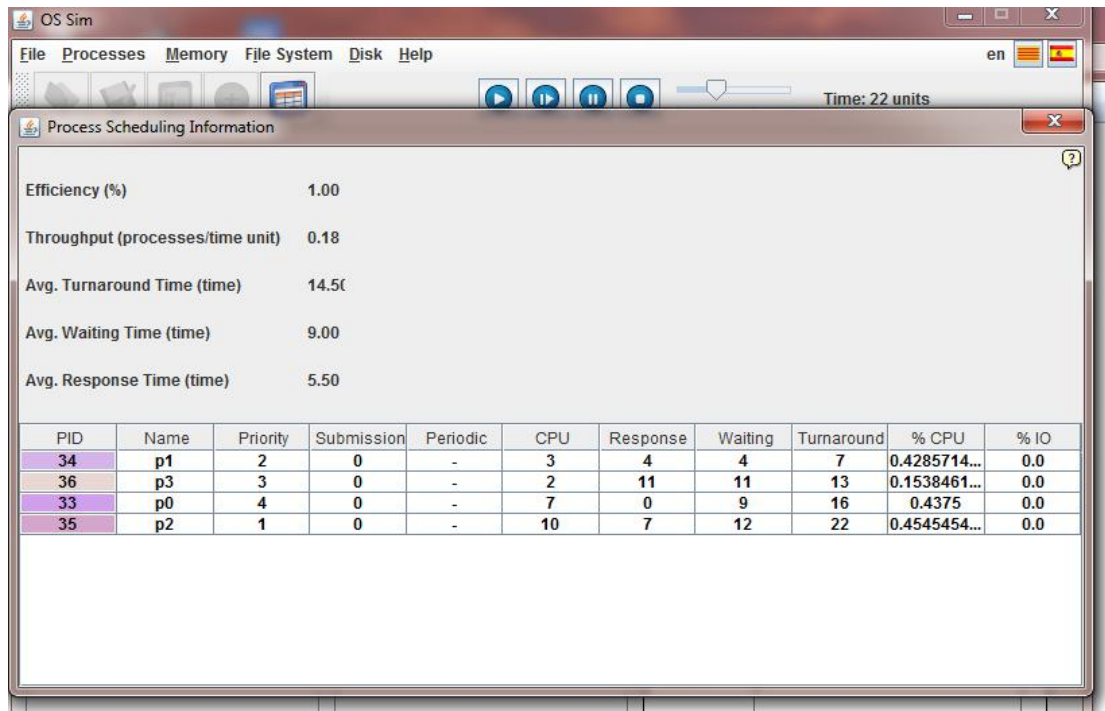 OS Sim
File Processes Memory File System Disk Help en
Time: 22 units
Process Scheduling Information
?
Efficiency (%) 1.00
Throughput (processes/time unit) 0.18
Avg. Turnaround Time (time) 14.50
Avg. Waiting Time (time) 9.00
Avg. Response Time (time) 5.50
PID Name Priority Submission Periodic CPU Response Waiting Turnaround % CPU % IO
34 p1 2 0 - 3 4 4 7 0.4285714... 0.0
36 p3 3 0 - 2 11 11 13 0.1538461... 0.0
33 p0 4 0 - 7 0 9 16 0.4375 0.0
35 p2 1 0 - 10 7 12 22 0.4545454... 0.0